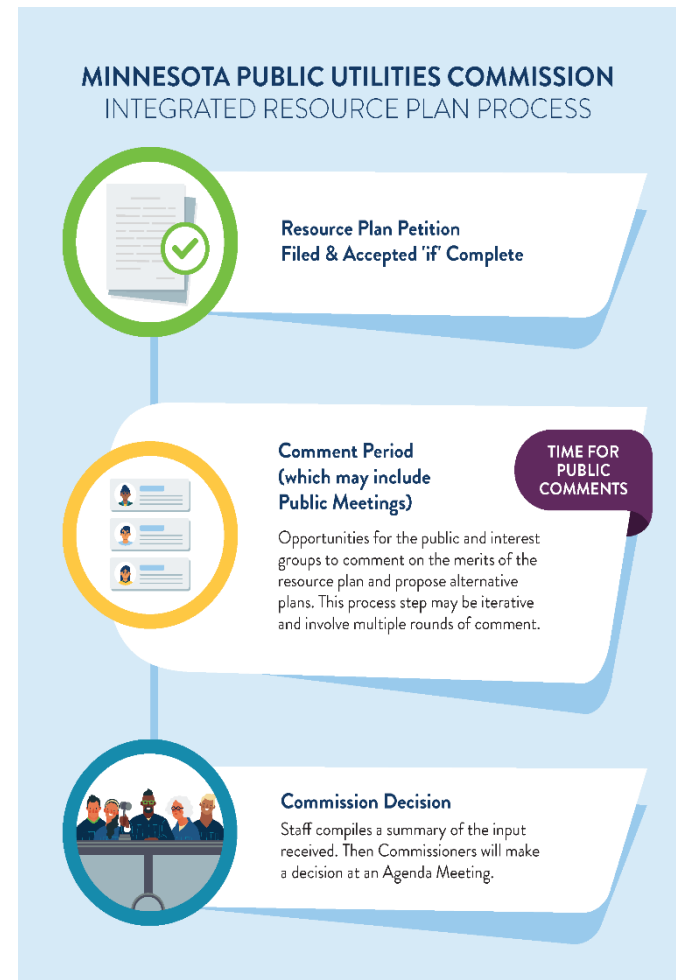 MINNESOTA PUBLIC UTILITIES COMMISSION
INTEGRATED RESOURCE PLAN PROCESS
Resource Plan Petition
Filed & Accepted 'if' Complete
Comment Period
(which may include
Public Meetings)
TIME FOR
PUBLIC
COMMENTS
Opportunities for the public and interest
groups to comment on the merits of the
resource plan and propose alternative
plans. This process step may be iterative
and involve multiple rounds of comment.
Commission Decision
Staff compiles a summary of the input
received. Then Commissioners will make
a decision at an Agenda Meeting.